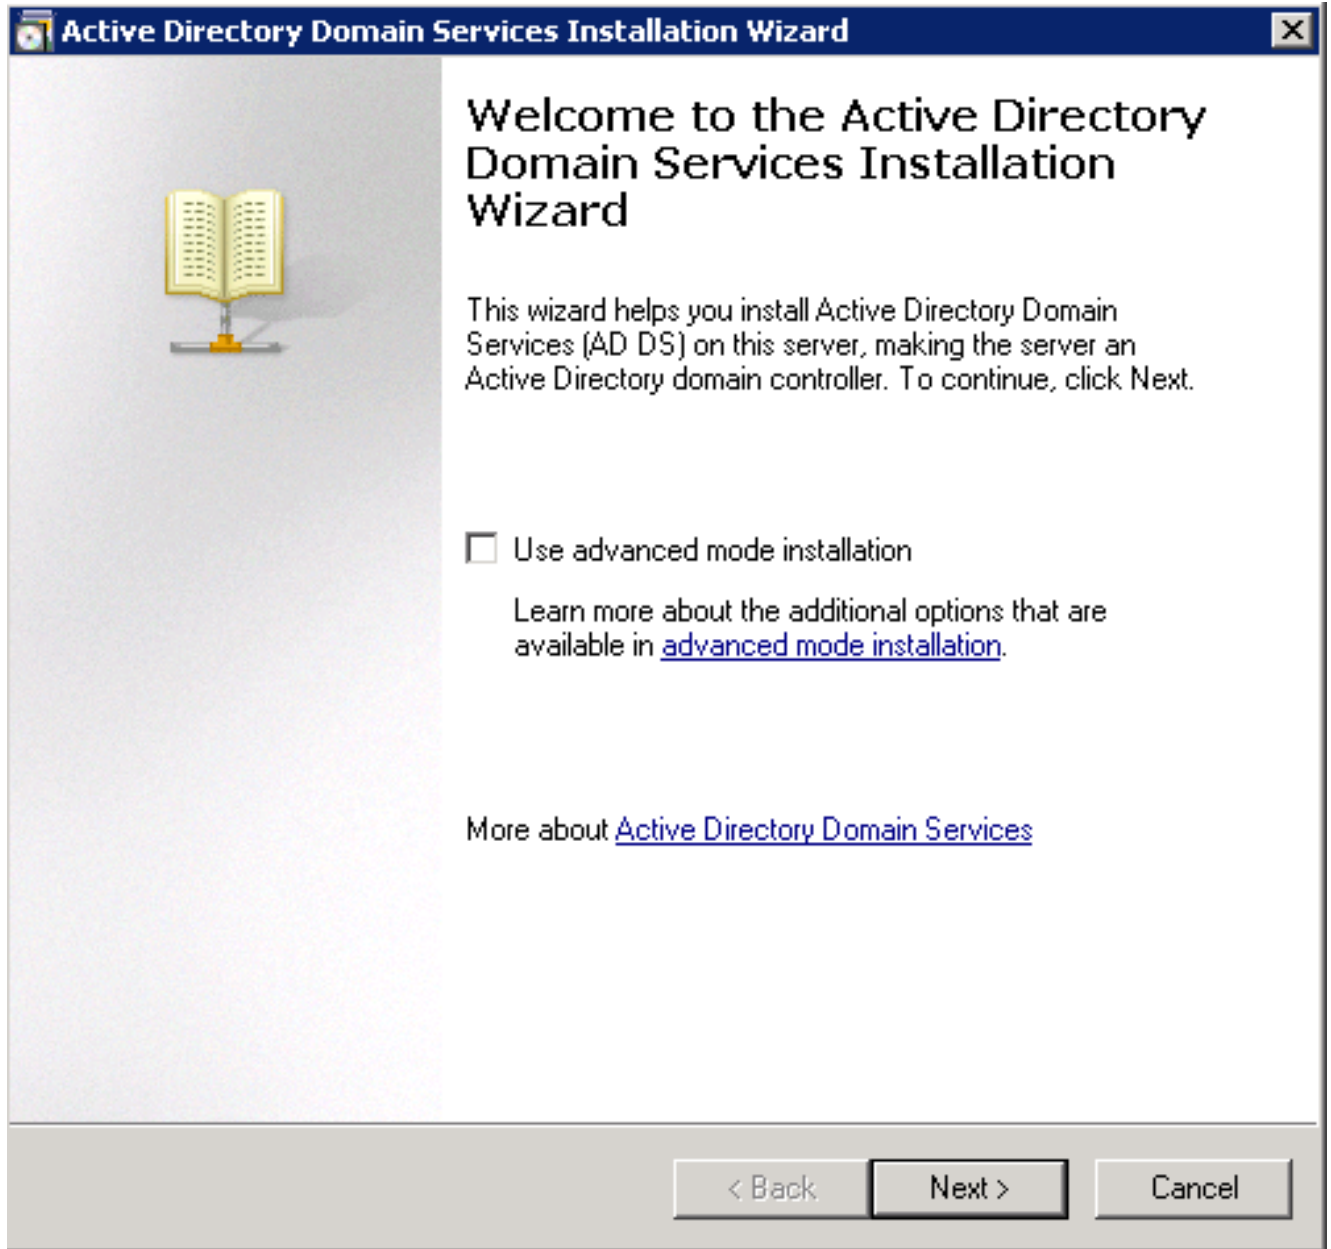 Active Directory Domain Services Installation Wizard
Welcome to the Active Directory
Domain Services Installation
Wizard
This wizard helps you install Active Directory Domain
Services (AD DS) on this server, making the server an
Active Directory domain controller. To continue, click Next.
Use advanced mode installation
Learn more about the additional options that are
available in advanced mode installation.
More about Active Directory Domain Services
< Back Next > Cancel